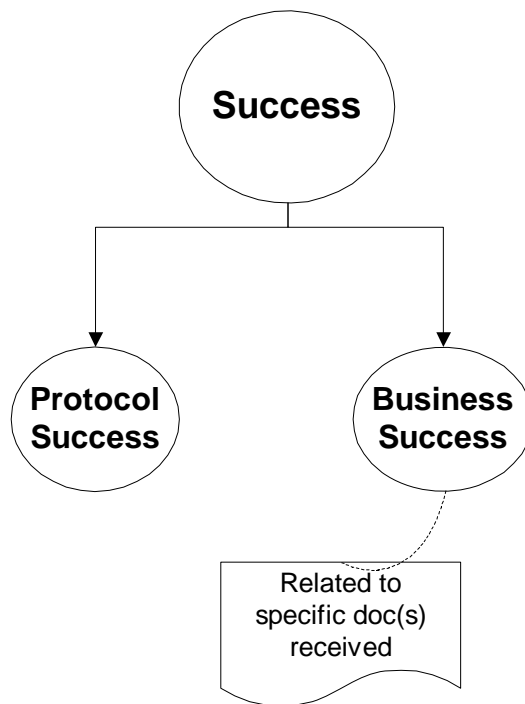 Success
Protocol
Success
Business
Success
Related to
specific doc(s)
received